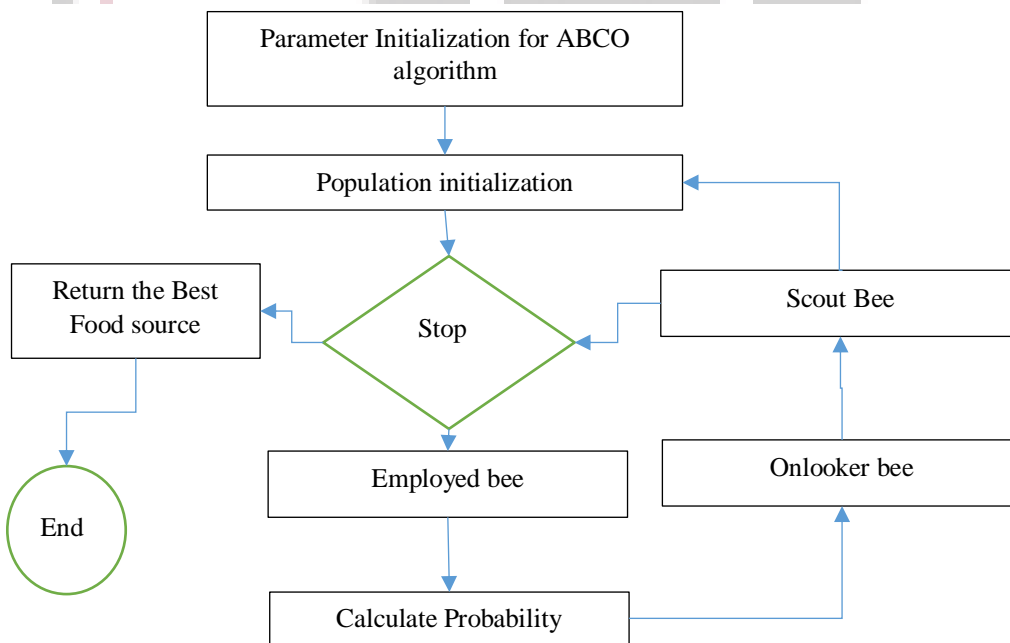 Parameter Initialization for ABCO
algorithm
Population initialization
Return the Best
Food source
Stop
Scout Bee
Employed bee
Onlooker bee
End
Calculate Probability